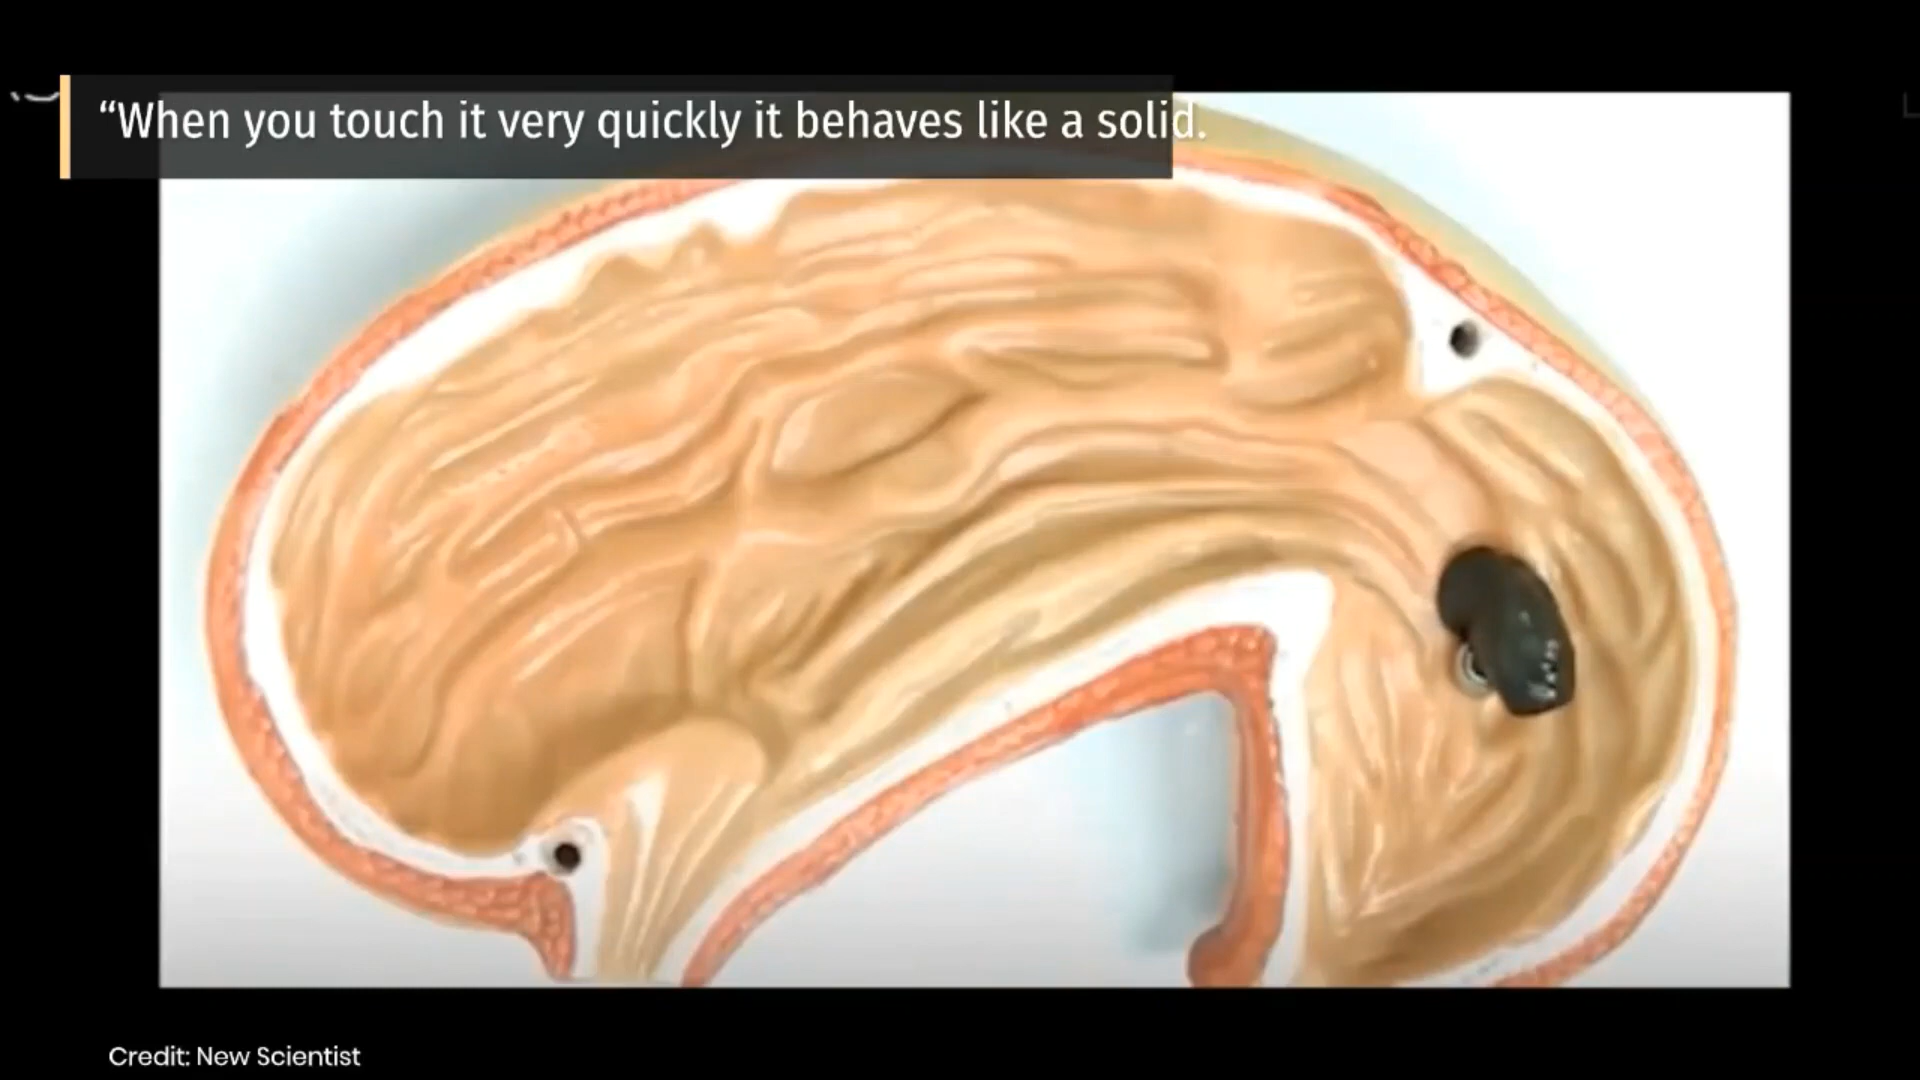 “When you touch it very quickly it behaves like a solid.
Credit: New Scientist